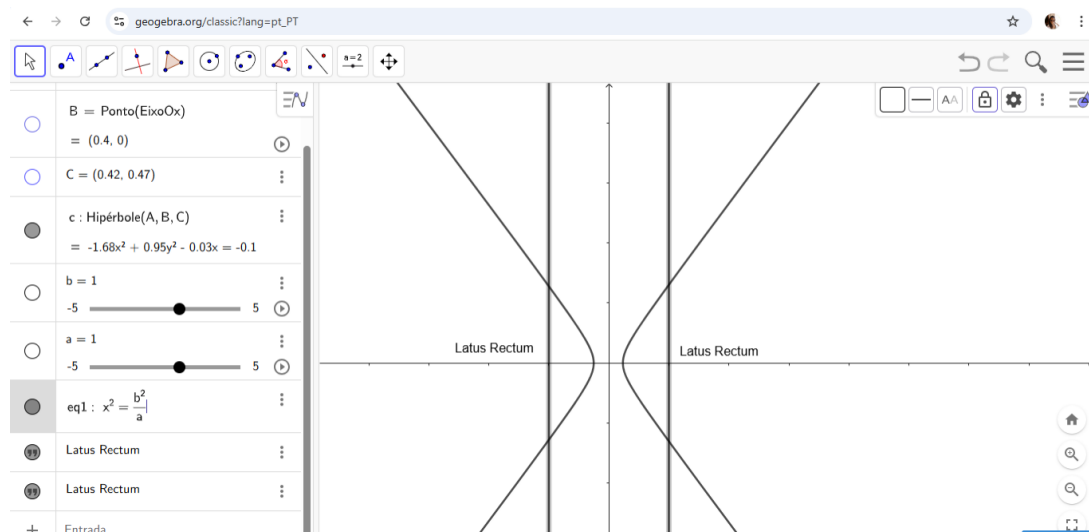 geogebra.org/classic?lang=pt_PT
A
a=2
B = Ponto(EixoOx)
= (0.4, 0)
C = (0.42, 0.47)
c : Hipérbole(A, B, C)
= -1.68x² + 0.95y² - 0.03x = -0.1
b = 1
-5 5
a = 1
-5 5
eq1 : x² = b²/a
Latus Rectum
Latus Rectum
Entrada...
Latus Rectum
Latus Rectum
AA